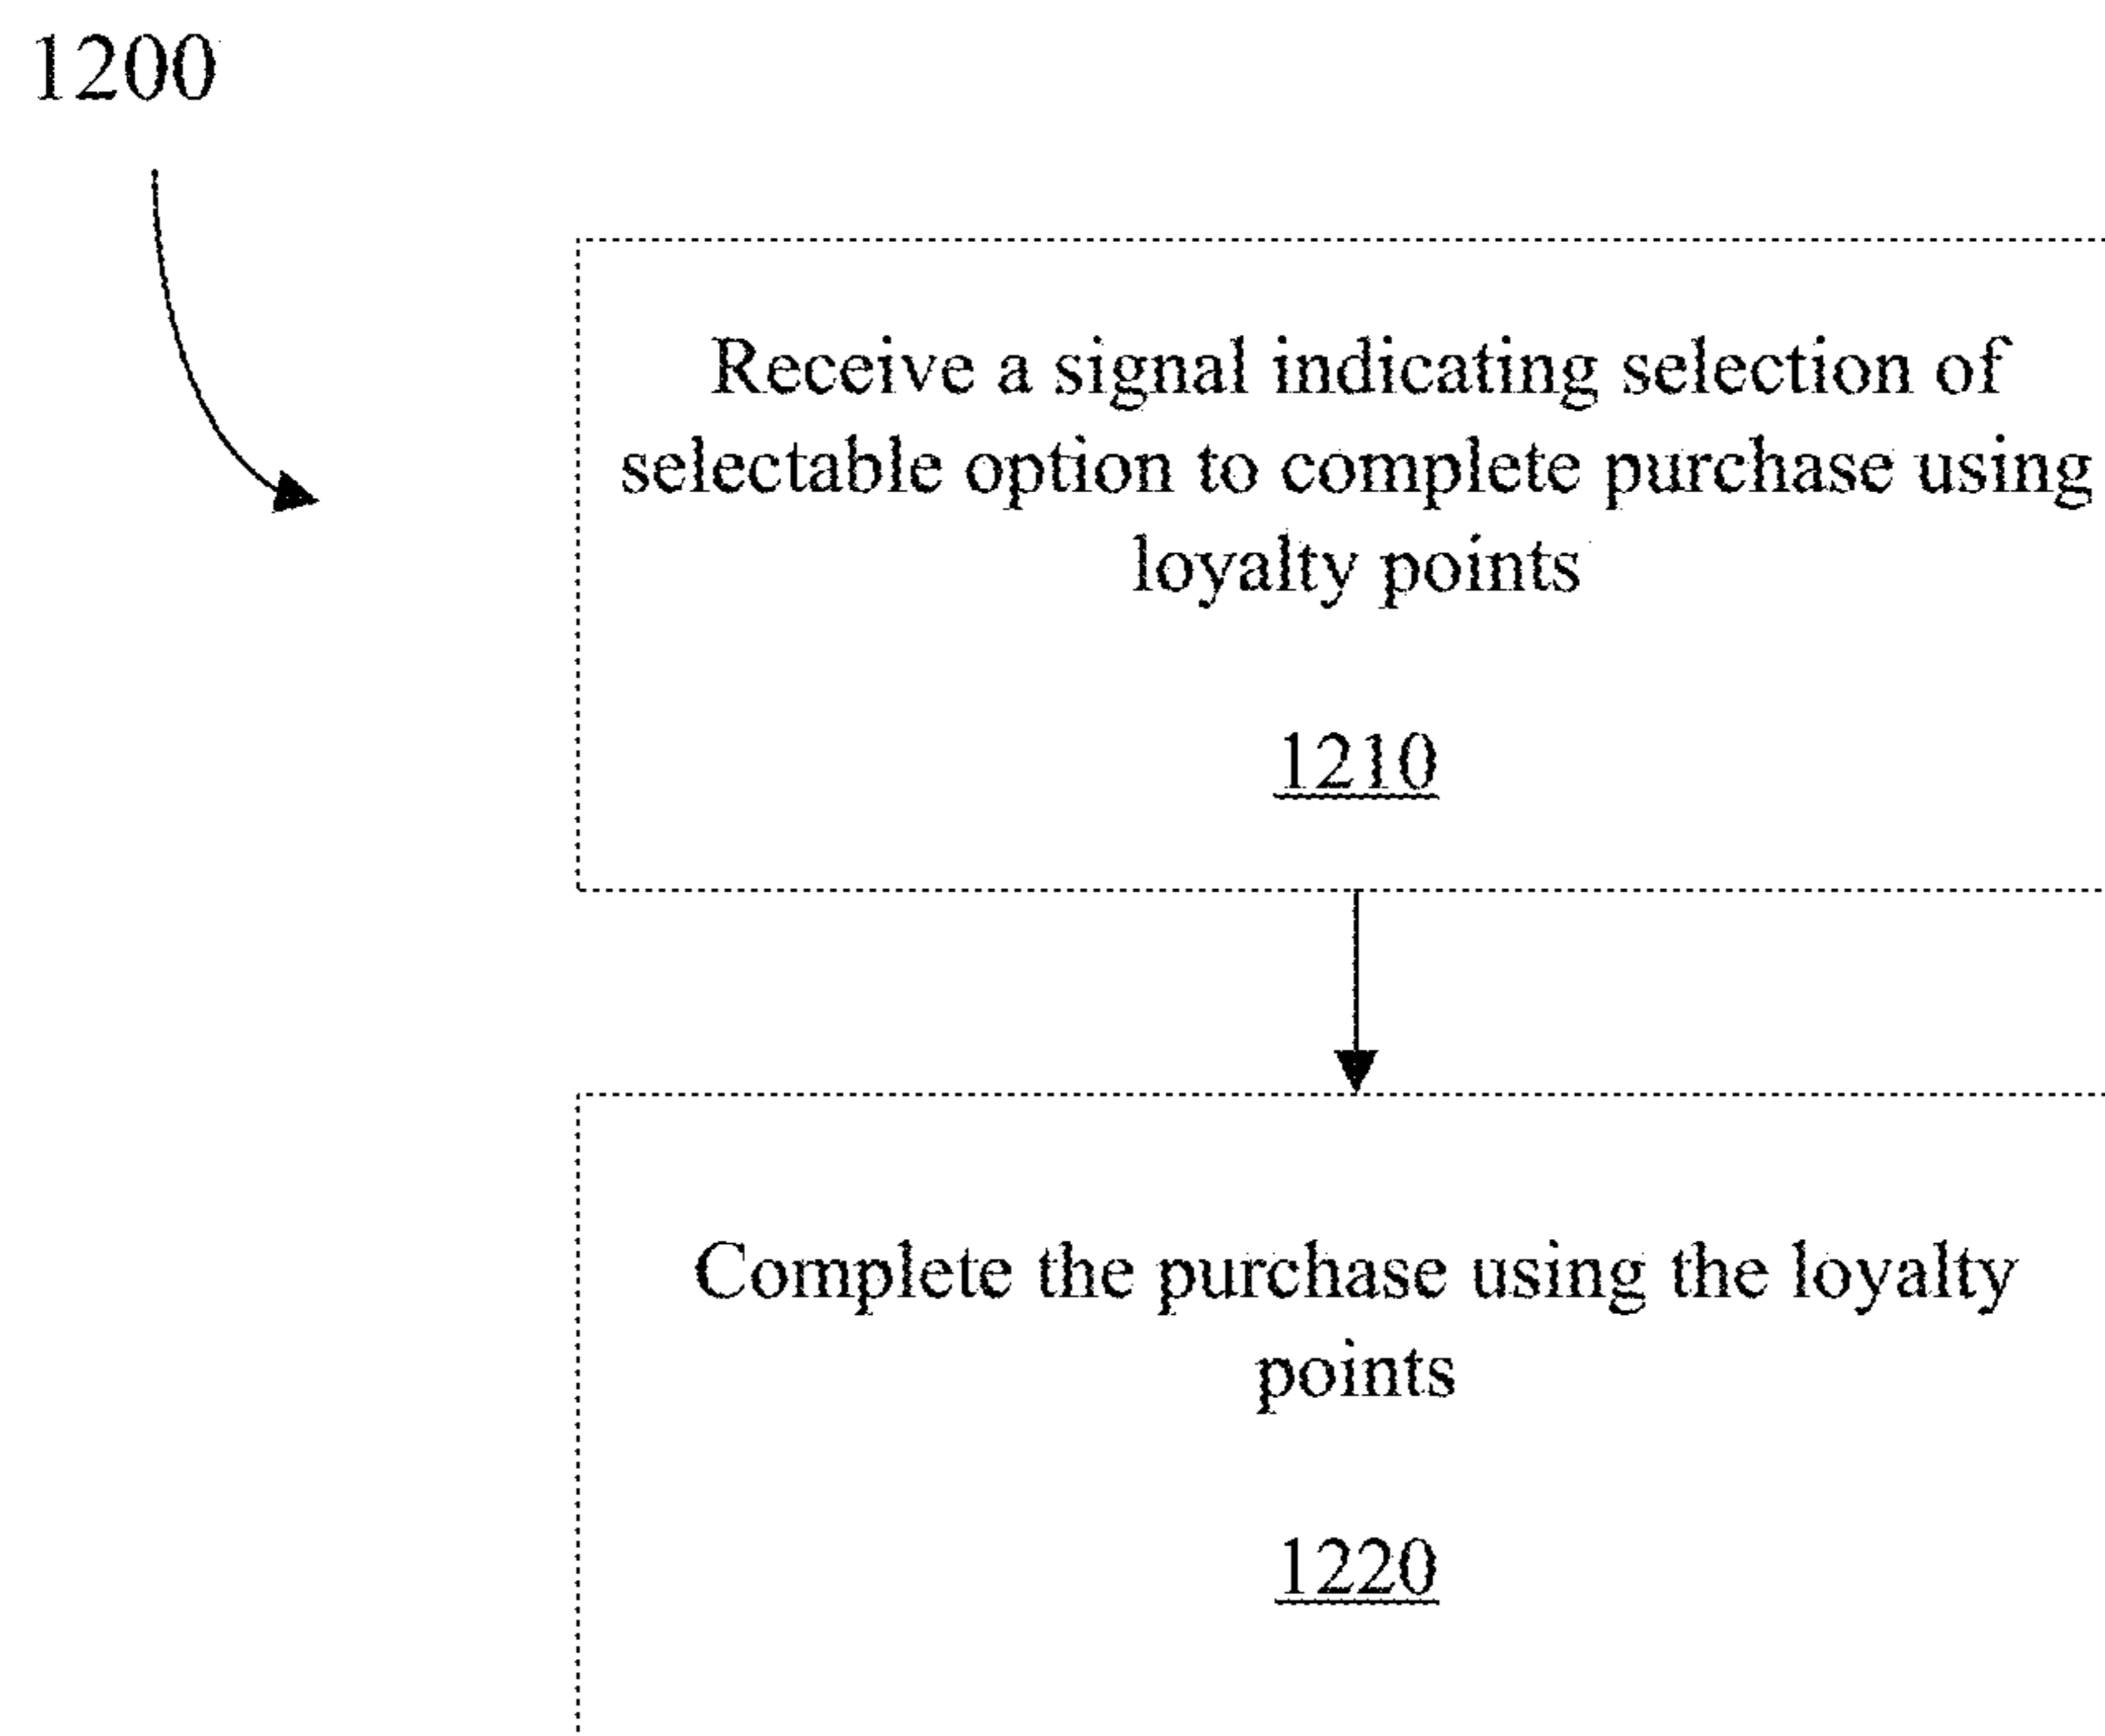 1200
Receive a signal indicating selection of
selectable option to complete purchase using
loyalty points
1210
Complete the purchase using the loyalty
points
1220